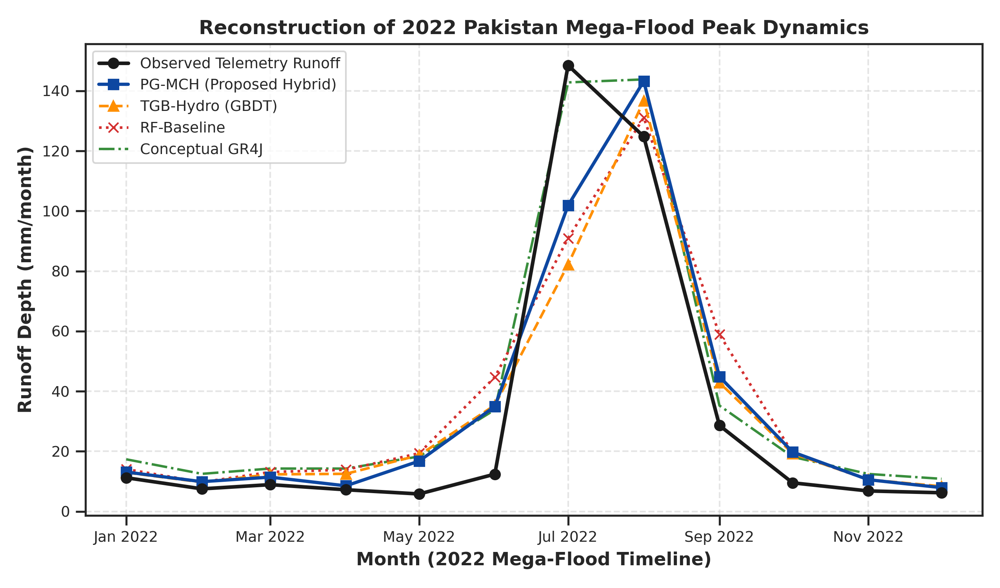 Reconstruction of 2022 Pakistan Mega-Flood Peak Dynamics
Observed Telemetry Runoff
PG-MCH (Proposed Hybrid)
TGB-Hydro (GBDT)
RF-Baseline
Conceptual GR4J
Runoff Depth (mm/month)
140
120
100
80
60
40
20
0
Jan 2022
Mar 2022
May 2022
Jul 2022
Sep 2022
Nov 2022
Month (2022 Mega-Flood Timeline)